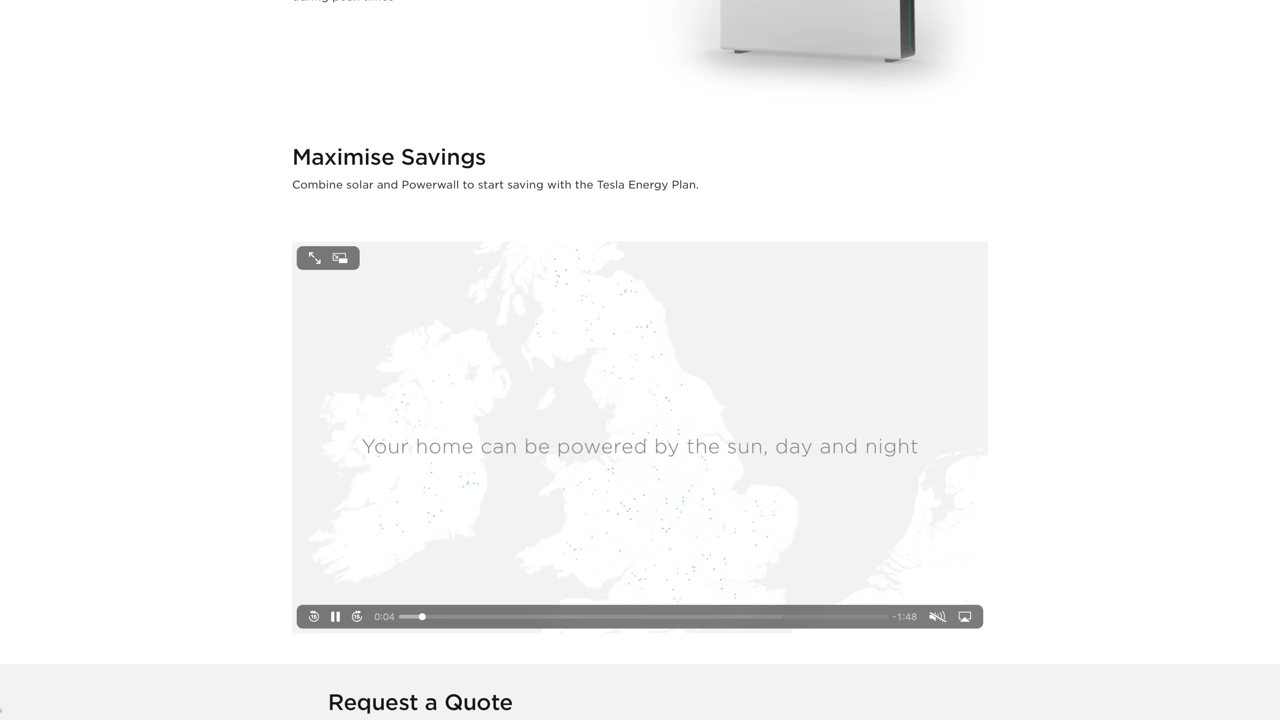 Maximise Savings
Combine solar and Powerwall to start saving with the Tesla Energy Plan.
Your home can be powered by the sun, day and night
0:04
-1:48
Request a Quote